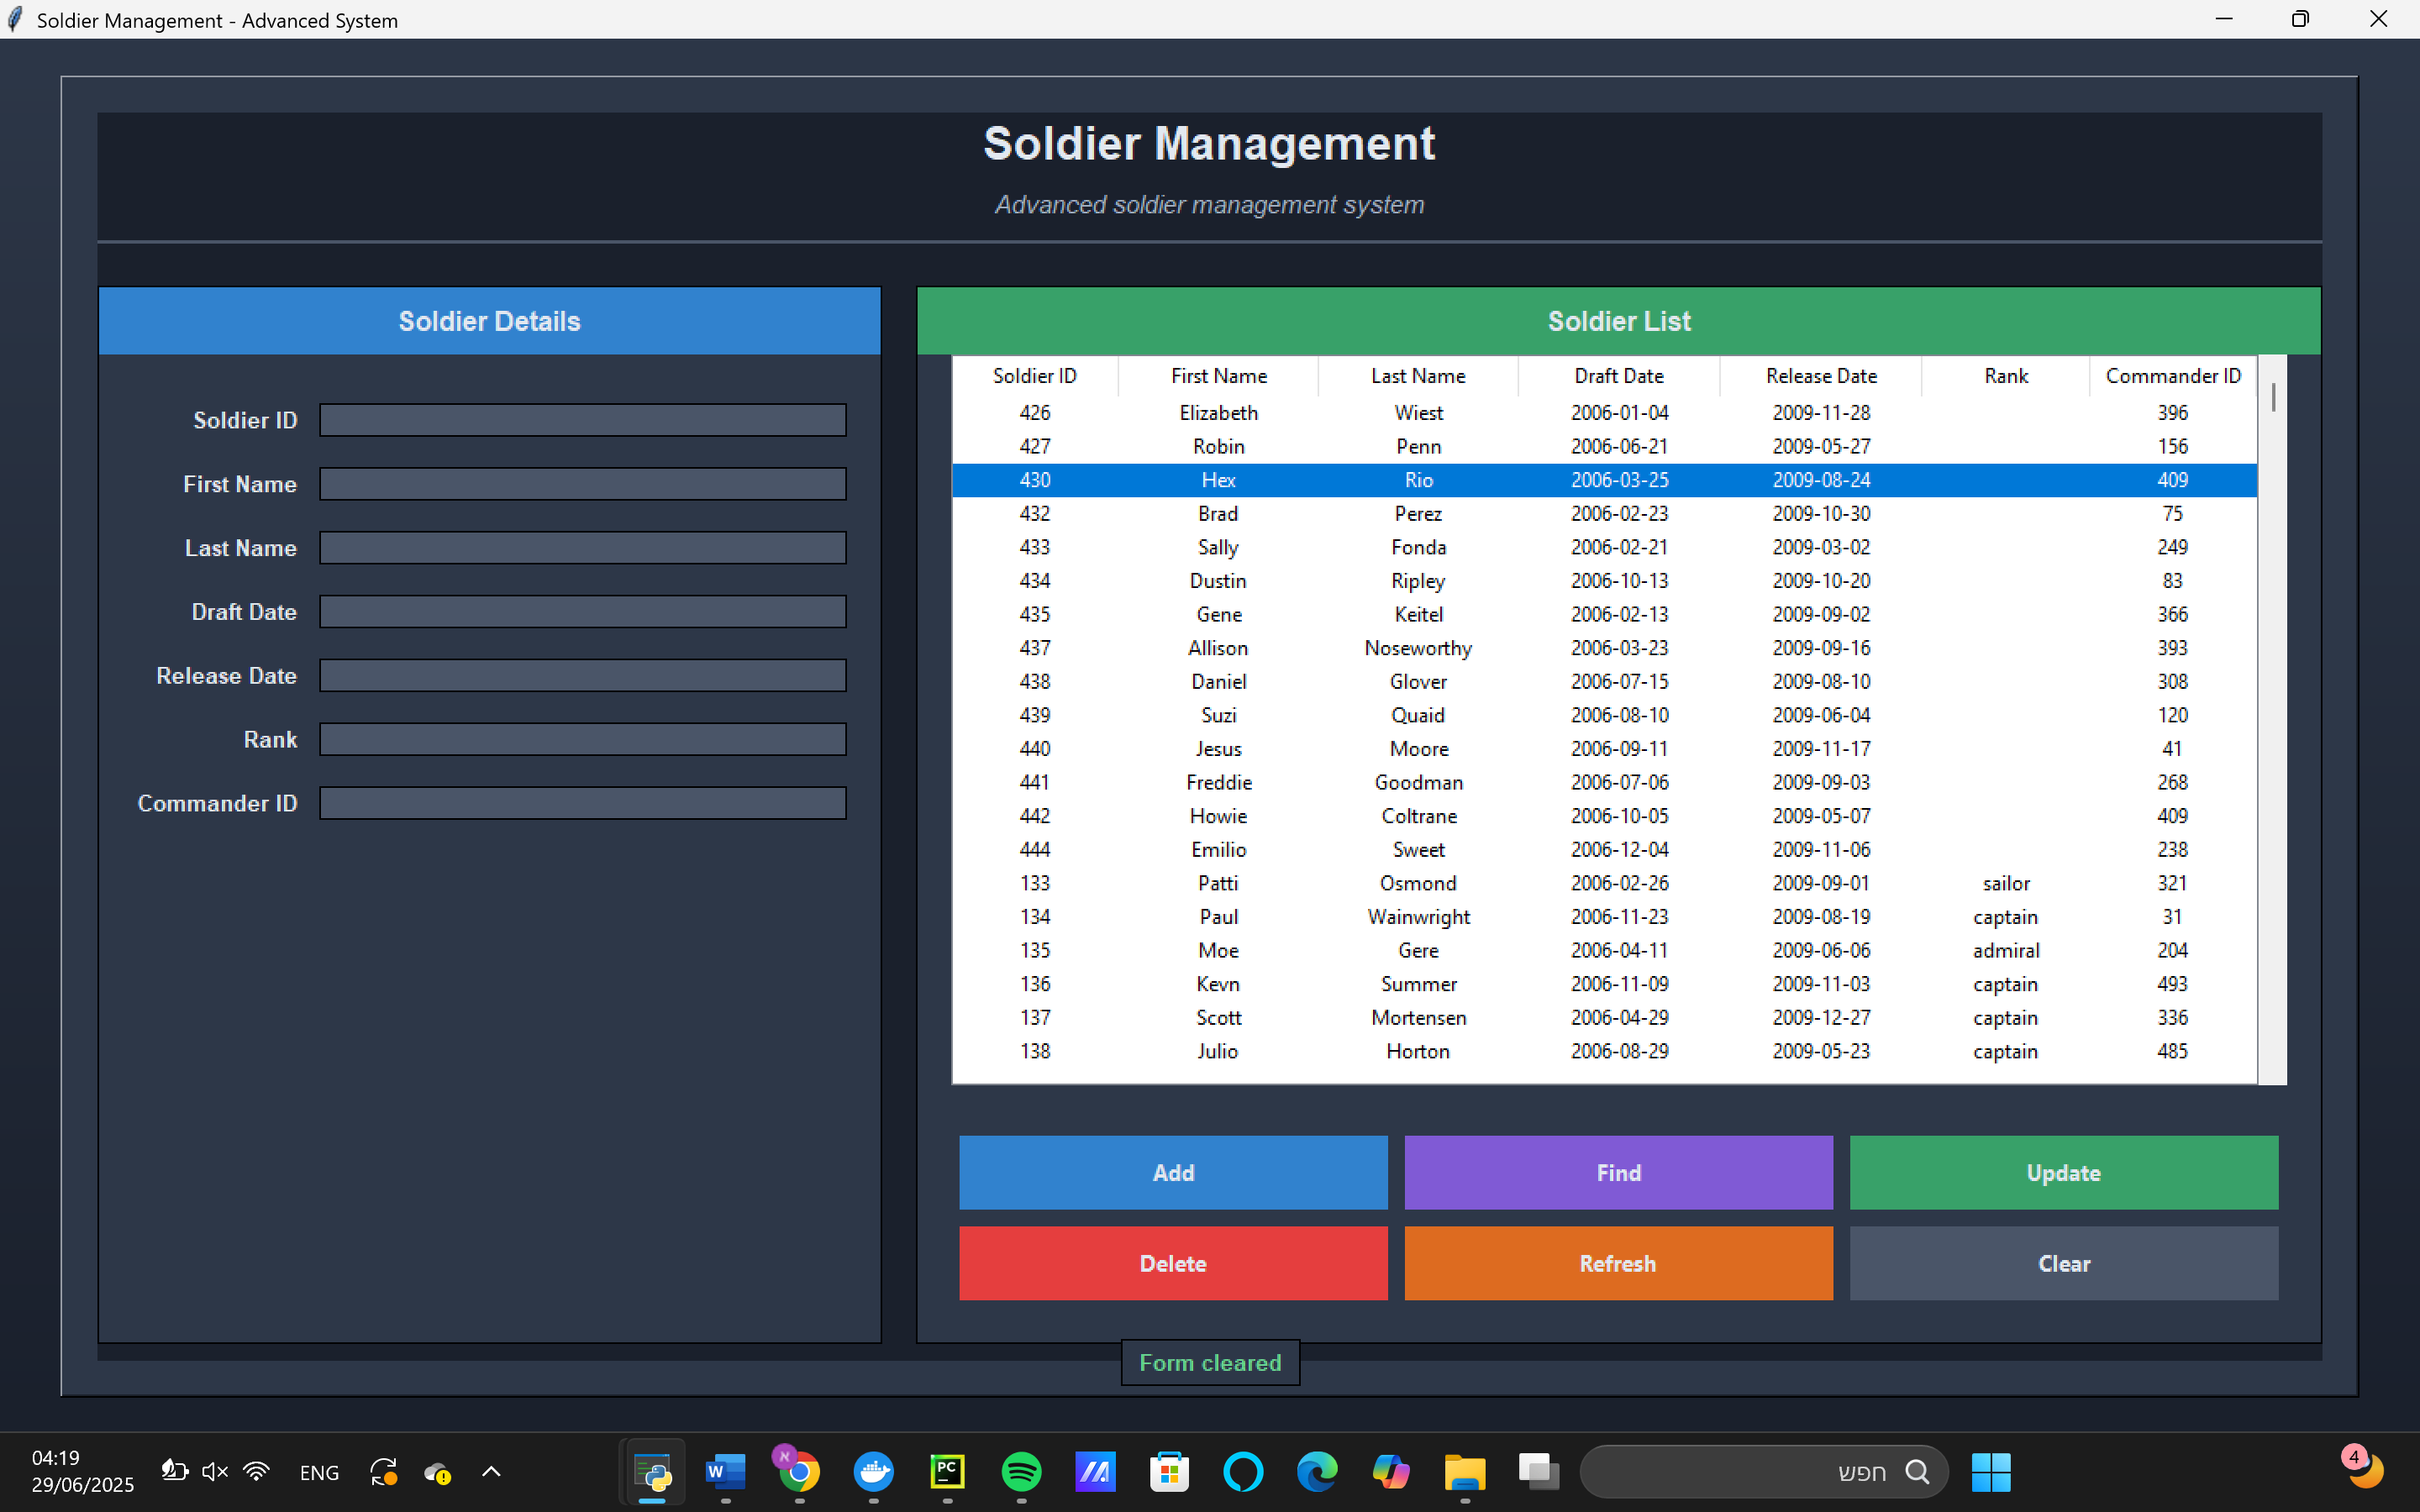 Soldier Management - Advanced System
Soldier Management
Advanced soldier management system
Soldier Details
Soldier ID
First Name
Last Name
Draft Date
Release Date
Rank
Commander ID
Soldier List
Soldier ID First Name Last Name Draft Date Release Date Rank Commander ID
426 Elizabeth Wiest 2006-01-04 2009-11-28 396
427 Robin Penn 2006-06-21 2009-05-27 156
430 Hex Rio 2006-03-25 2009-08-24 409
432 Brad Perez 2006-02-23 2009-10-30 75
433 Sally Fonda 2006-02-21 2009-03-02 249
434 Dustin Ripley 2006-10-13 2009-10-20 83
435 Gene Keitel 2006-02-13 2009-09-02 366
437 Allison Noseworthy 2006-03-23 2009-09-16 393
438 Daniel Glover 2006-07-15 2009-08-10 308
439 Suzi Quaid 2006-08-10 2009-06-04 120
440 Jesus Moore 2006-09-11 2009-11-17 41
441 Freddie Goodman 2006-07-06 2009-09-03 268
442 Howie Coltrane 2006-10-05 2009-05-07 409
444 Emilio Sweet 2006-12-04 2009-11-06 238
133 Patti Osmond 2006-02-26 2009-09-01 sailor 321
134 Paul Wainwright 2006-11-23 2009-08-19 captain 31
135 Moe Gere 2006-04-11 2009-06-06 admiral 204
136 Kevn Summer 2006-11-09 2009-11-03 captain 493
137 Scott Mortensen 2006-04-29 2009-12-27 captain 336
138 Julio Horton 2006-08-29 2009-05-23 captain 485
Add Find Update
Delete Refresh Clear
Form cleared
04:19
29/06/2025
ENG
W
א
PC
חפש
4